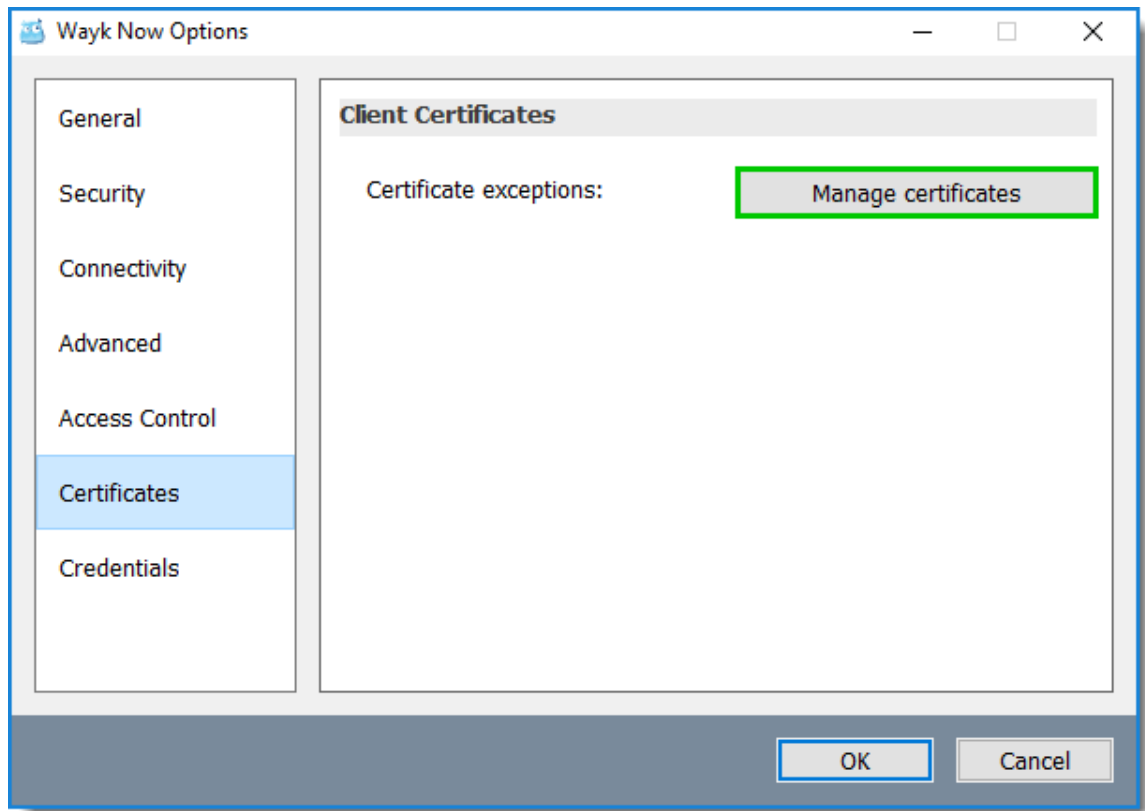 Wayk Now Options
General
Security
Connectivity
Advanced
Access Control
Certificates
Credentials
Client Certificates
Certificate exceptions:
Manage certificates
OK
Cancel